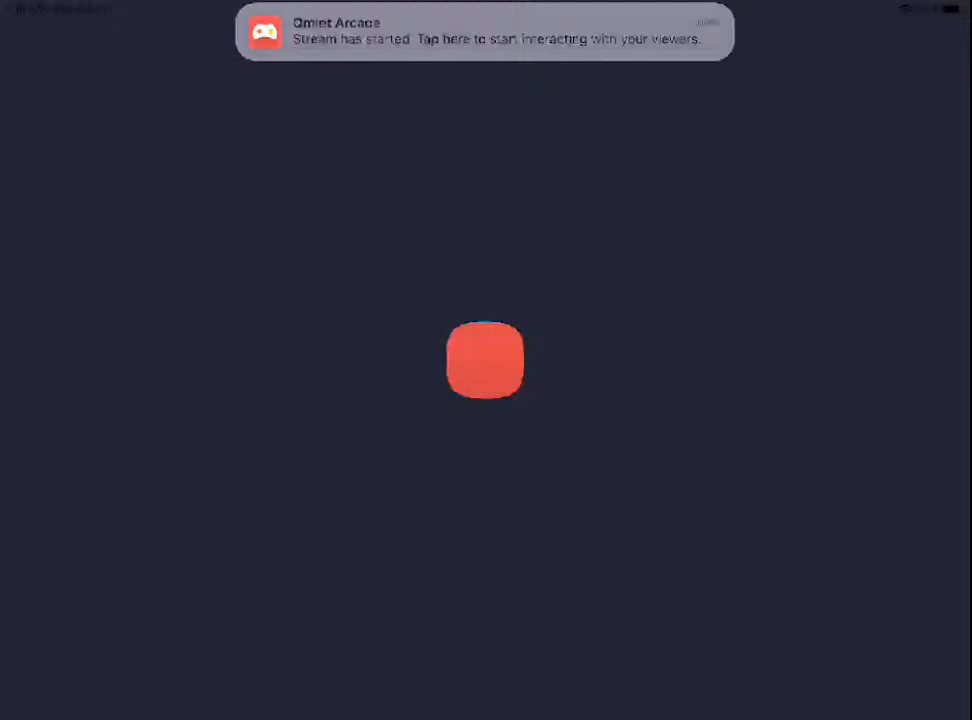 Omlet Arcade
Stream has started. Tap here to start interacting with your viewers.